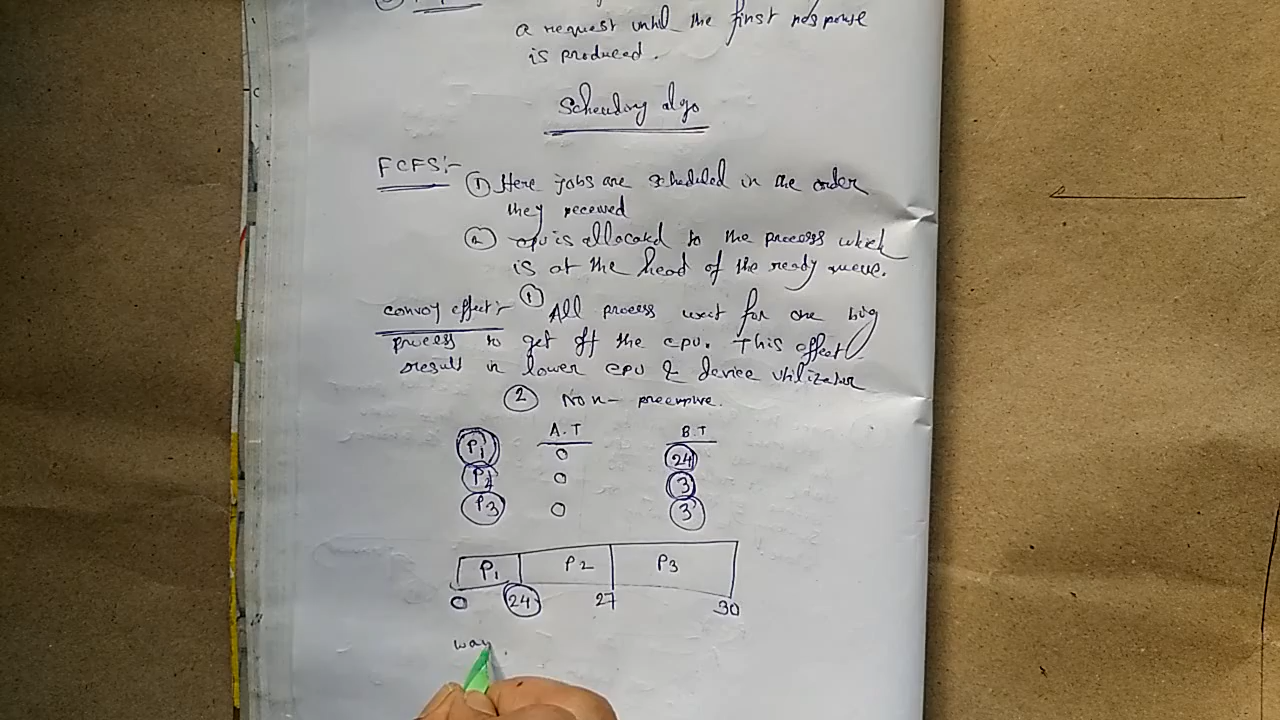 a request until the first response
is produced.
Scheduling algo
FCFS:-
① Here jobs are scheduled in the order
they received
② cpu is allocated to the process which
is at the head of the ready queue.
convoy effect:- ① All process wait for one big
process to get off the cpu. This effect
result in lower cpu & device utilization
② Non-preemptive.
A.T B.T
P1 0 24
P2 0 3
P3 0 3
P1 P2 P3
0 24 27 30